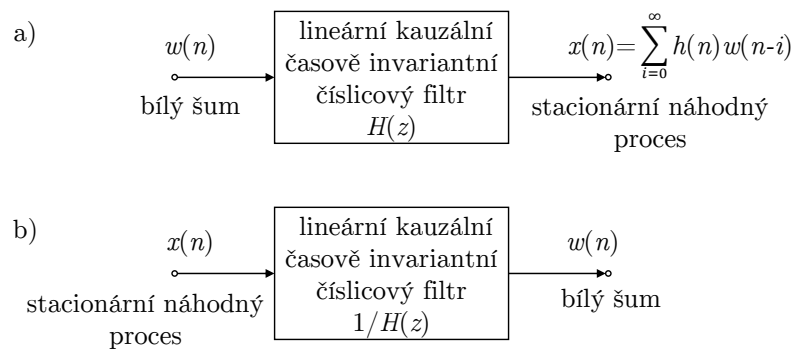 a)
w(n)
bílý šum
lineární kauzální
časově invariantní
číslicový filtr
H(z)
x(n)=∑_{i=0}^{∞} h(n)w(n-i)
stacionární náhodný
proces
b)
x(n)
stacionární náhodný
proces
lineární kauzální
časově invariantní
číslicový filtr
1/H(z)
w(n)
bílý šum